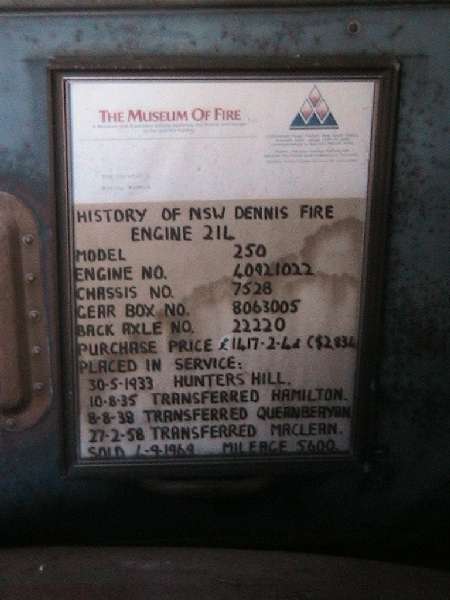 THE MUSEUM OF FIRE
HISTORY OF NSW DENNIS FIRE
ENGINE 21L
MODEL 250
ENGINE NO. 40921022
CHASSIS NO. 7528
GEAR BOX NO. 8063005
BACK AXLE NO. 22220
PURCHASE PRICE £1417-2-4d ($2,834
PLACED IN SERVICE:
30-5-1933 HUNTERS HILL.
10-8-35 TRANSFERRED HAMILTON.
8-8-38 TRANSFERRED QUEANBEYAN
27-2-58 TRANSFERRED MACLEAN.
SOLD 1-9-1969 MILEAGE 5600